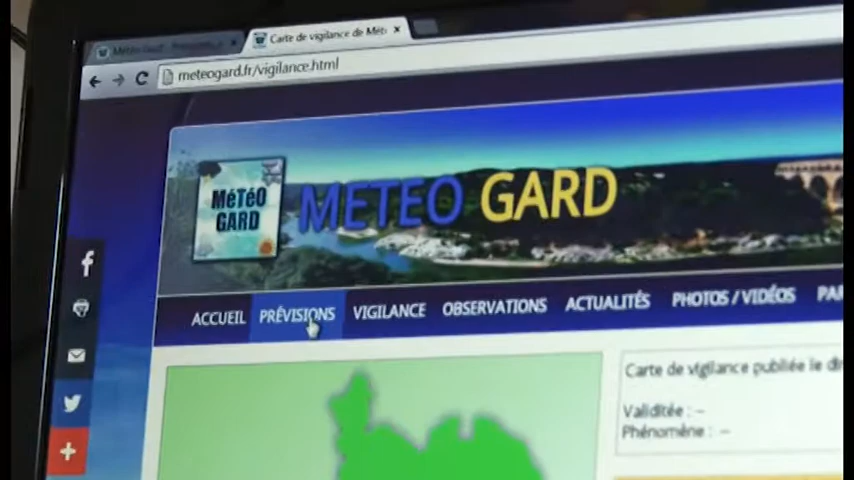 Carte de vigilance de Mét
meteogard.fr/vigilance.html
MéTéO
GARD
METEO GARD
ACCUEIL PRÉVISIONS VIGILANCE OBSERVATIONS ACTUALITÉS PHOTOS / VIDÉOS
Carte de vigilance publiée le
Validitée : --
Phénomène : --